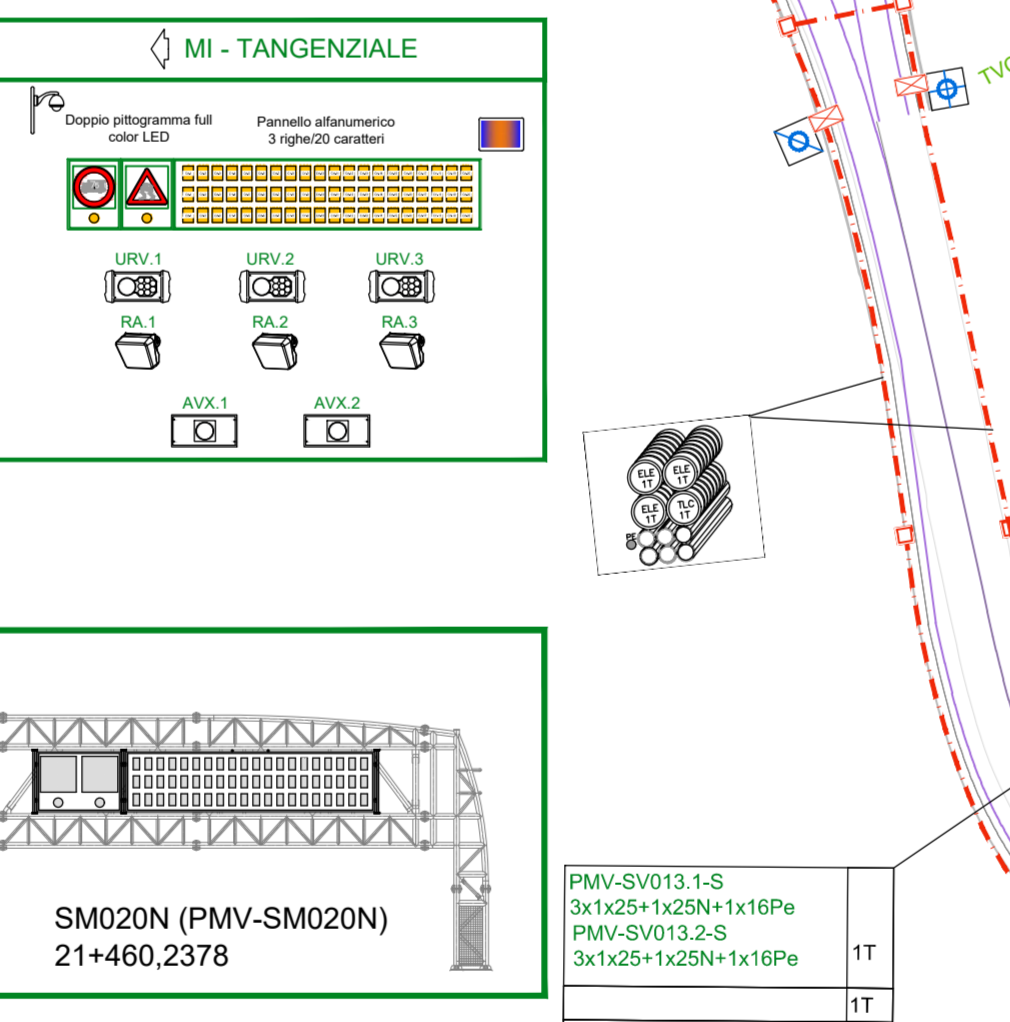 MI - TANGENZIALE
Doppio pittogramma full
color LED
Pannello alfanumerico
3 righe/20 caratteri
URV.1
URV.2
URV.3
RA.1
RA.2
RA.3
AVX.1
AVX.2
ELE
1T
ELE
1T
ELE
1T
TLC
1T
PE
SM020N (PMV-SM020N)
21+460,2378
PMV-SV013.1-S
3x1x25+1x25N+1x16Pe
PMV-SV013.2-S
3x1x25+1x25N+1x16Pe
1T
1T